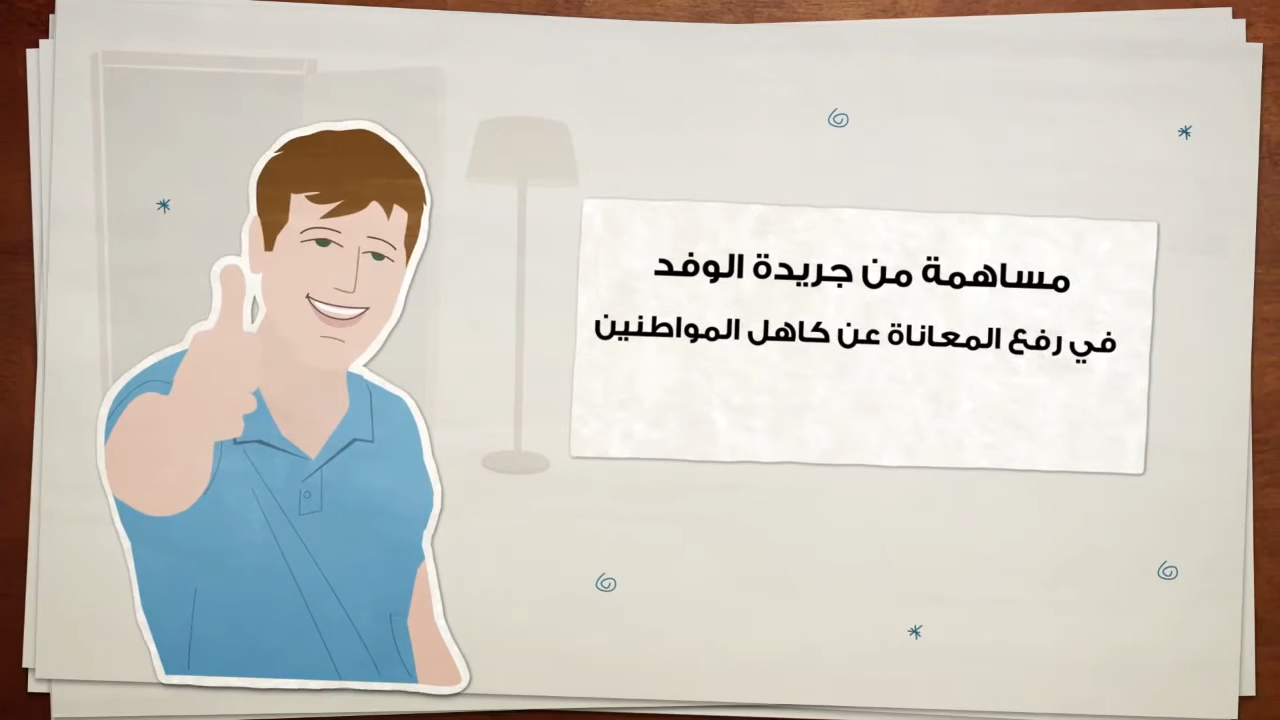 مساهمة من جريدة الوفد
في رفع المعاناة عن كاهل المواطنين